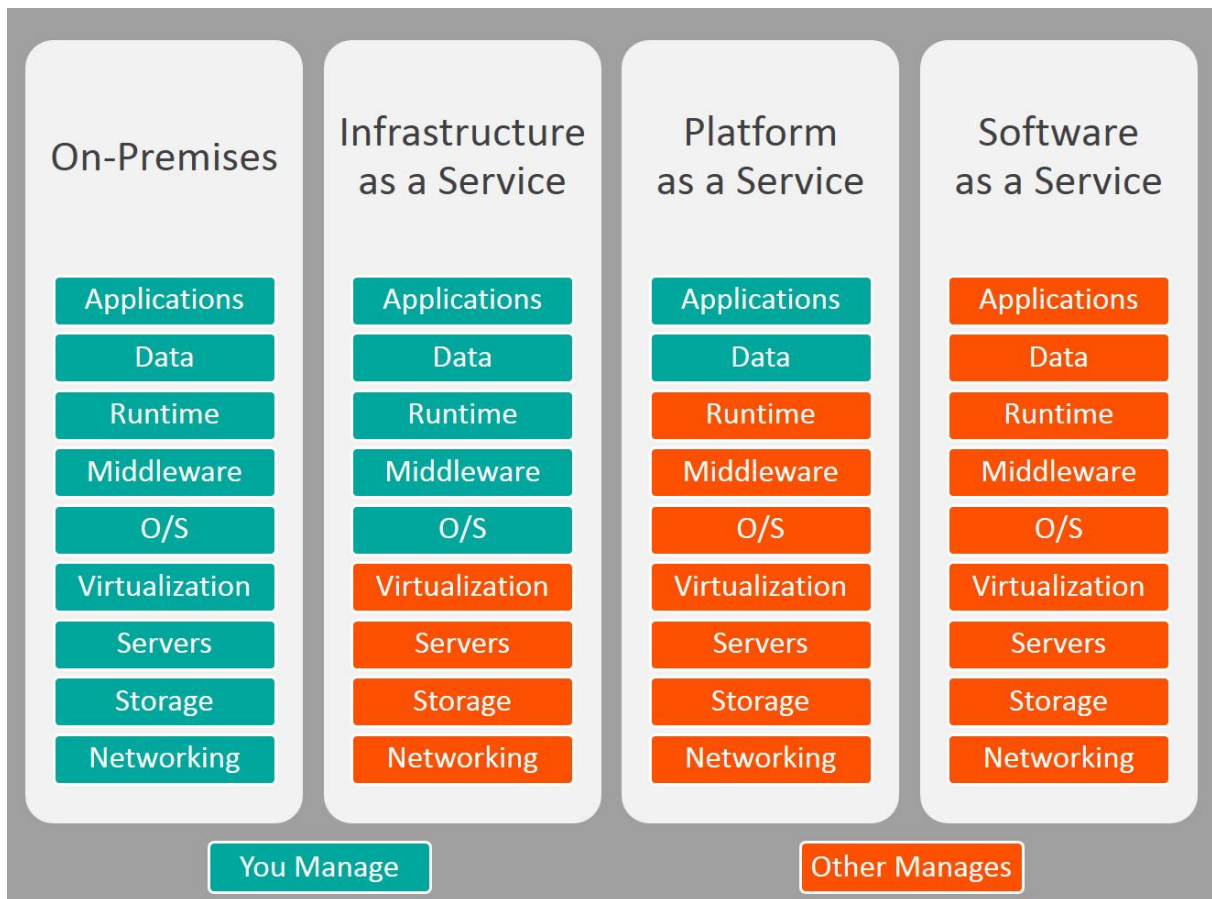 On-Premises
Applications
Data
Runtime
Middleware
O/S
Virtualization
Servers
Storage
Networking
Infrastructure
as a Service
Applications
Data
Runtime
Middleware
O/S
Virtualization
Servers
Storage
Networking
Platform
as a Service
Applications
Data
Runtime
Middleware
O/S
Virtualization
Servers
Storage
Networking
Software
as a Service
Applications
Data
Runtime
Middleware
O/S
Virtualization
Servers
Storage
Networking
You Manage
Other Manages